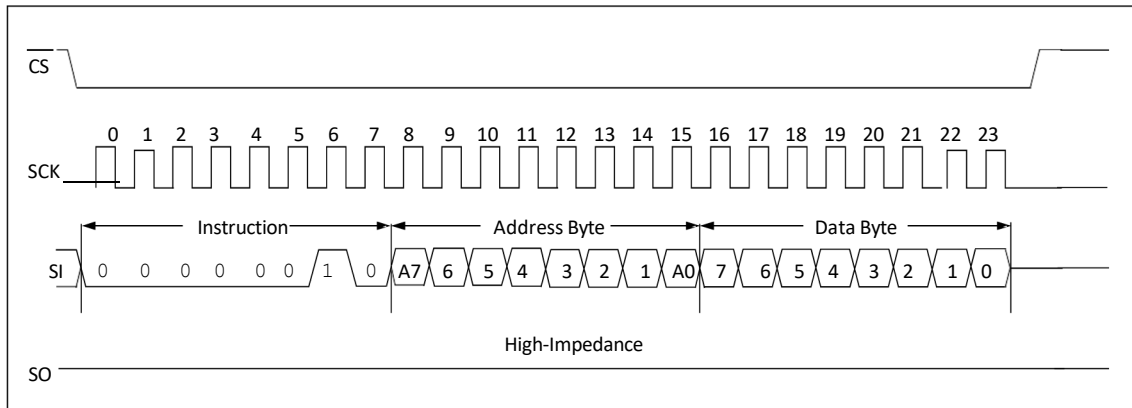 CS
0 1 2 3 4 5 6 7 8 9 10 11 12 13 14 15 16 17 18 19 20 21 22 23
SCK
Instruction Address Byte Data Byte
SI 0 0 0 0 0 0 1 0 A7 6 5 4 3 2 1 A0 7 6 5 4 3 2 1 0
High-Impedance
SO